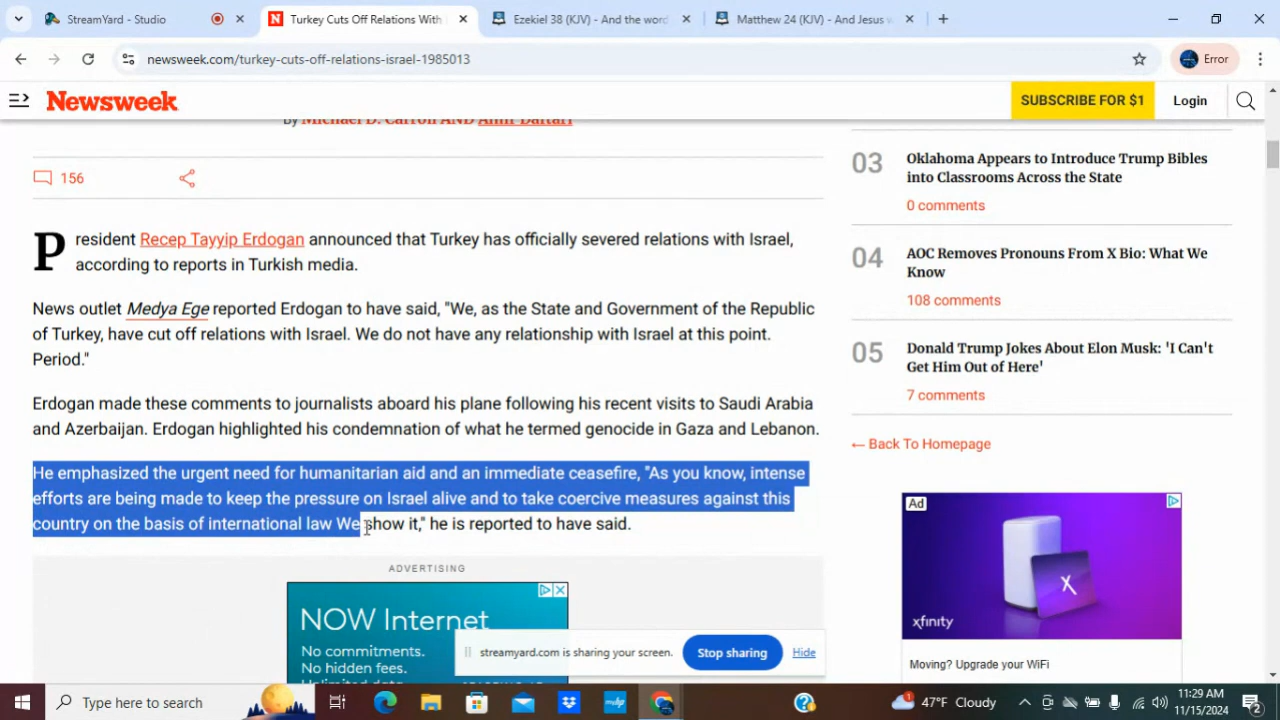 StreamYard - Studio
Turkey Cuts Off Relations With
Ezekiel 38 (KJV) - And the word
Matthew 24 (KJV) - And Jesus w
newsweek.com/turkey-cuts-off-relations-israel-1985013
Error
Newsweek
SUBSCRIBE FOR $1
Login
By Michael D. Carroll AND Amir Daftari
156
President Recep Tayyip Erdogan announced that Turkey has officially severed relations with Israel,
according to reports in Turkish media.
News outlet Medya Ege reported Erdogan to have said, "We, as the State and Government of the Republic
of Turkey, have cut off relations with Israel. We do not have any relationship with Israel at this point.
Period."
Erdogan made these comments to journalists aboard his plane following his recent visits to Saudi Arabia
and Azerbaijan. Erdogan highlighted his condemnation of what he termed genocide in Gaza and Lebanon.
He emphasized the urgent need for humanitarian aid and an immediate ceasefire, "As you know, intense
efforts are being made to keep the pressure on Israel alive and to take coercive measures against this
country on the basis of international law We show it," he is reported to have said.
ADVERTISING
NOW Internet
No commitments.
No hidden fees.
Unlimited data
03
Oklahoma Appears to Introduce Trump Bibles
into Classrooms Across the State
0 comments
04
AOC Removes Pronouns From X Bio: What We
Know
108 comments
05
Donald Trump Jokes About Elon Musk: 'I Can't
Get Him Out of Here'
7 comments
← Back To Homepage
Ad
X
xfinity
Moving? Upgrade your WiFi
streamyard.com is sharing your screen.
Stop sharing
Hide
Type here to search
mysp
1
47°F Cloudy
11:29 AM
11/15/2024
2